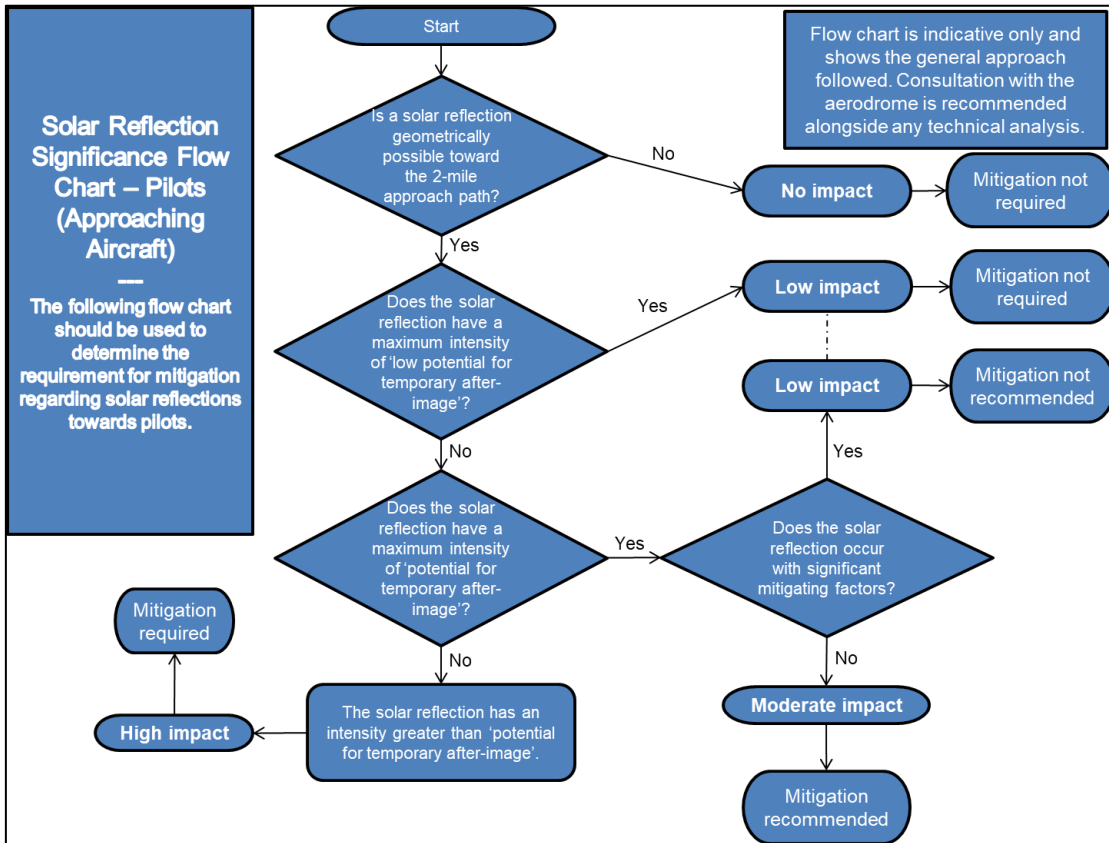 Solar Reflection
Significance Flow
Chart – Pilots
(Approaching
Aircraft)
---
The following flow chart
should be used to
determine the
requirement for mitigation
regarding solar reflections
towards pilots.
Start
Flow chart is indicative only and
shows the general approach
followed. Consultation with the
aerodrome is recommended
alongside any technical analysis.
Is a solar reflection
geometrically
possible toward
the 2-mile
approach path?
No
No impact
Mitigation not
required
Yes
Does the solar
reflection have a
maximum intensity
of ‘low potential for
temporary after-
image’?
Yes
Low impact
Mitigation not
required
Low impact
Mitigation not
recommended
Yes
No
Does the solar
reflection have a
maximum intensity
of ‘potential for
temporary after-
image’?
Yes
Does the solar
reflection occur
with significant
mitigating factors?
No
Moderate impact
Mitigation
recommended
No
The solar reflection has an
intensity greater than ‘potential
for temporary after-image’.
High impact
Mitigation
required